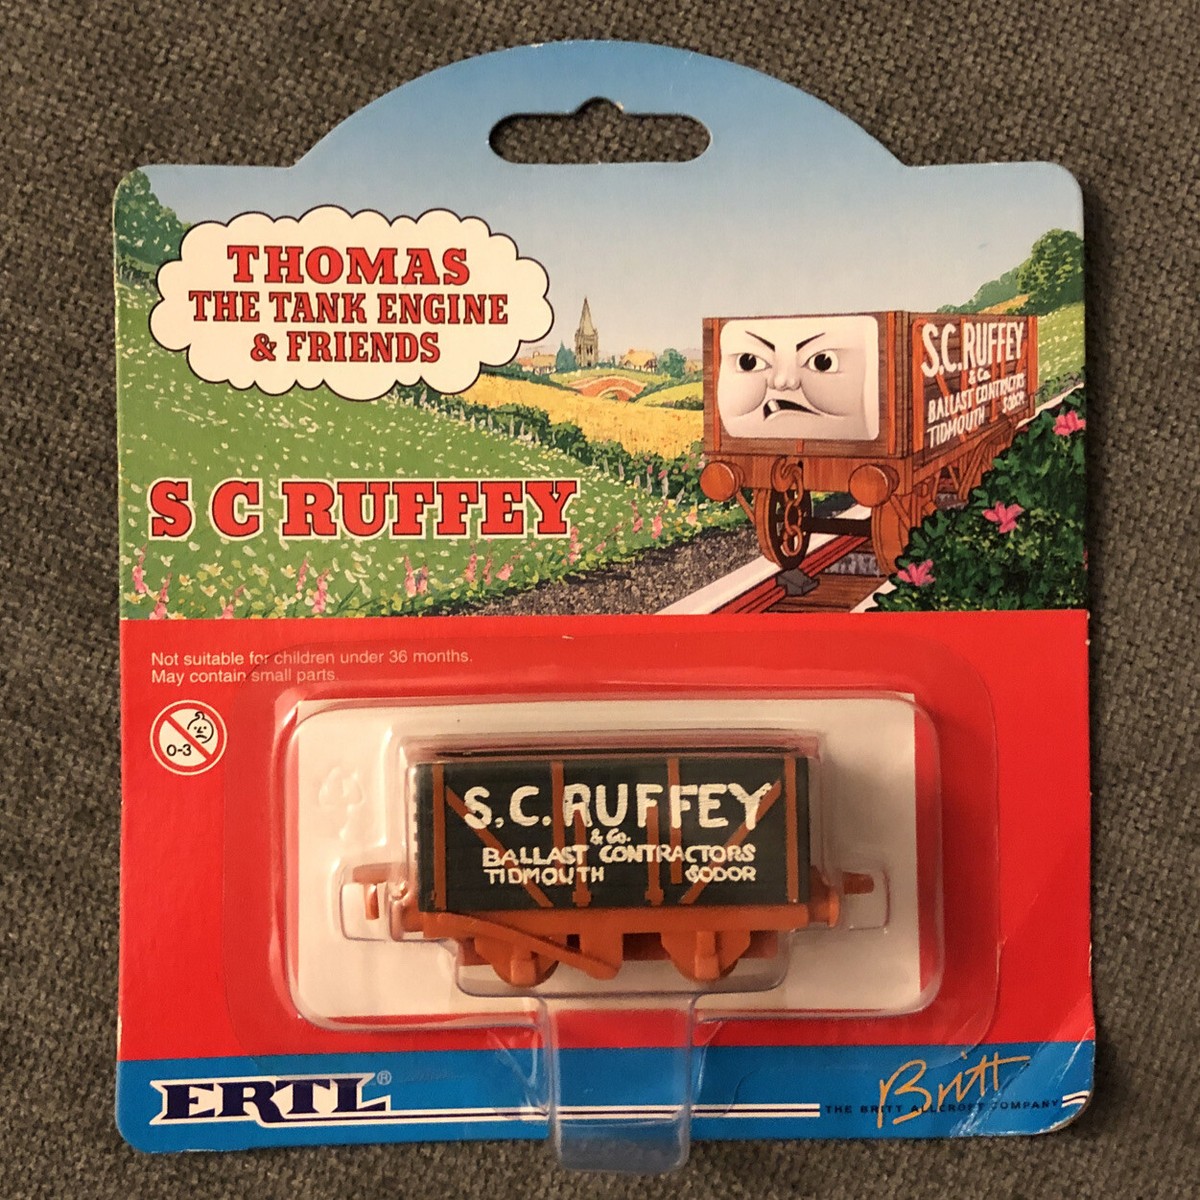 THOMAS
THE TANK ENGINE
& FRIENDS
S.C.RUFFEY
& Co.
BALLAST CONTRACTORS
TIDMOUTH SODOR
S C RUFFEY
Not suitable for children under 36 months.
May contain small parts.
0-3
S.C.RUFFEY
& Co.
BALLAST CONTRACTORS
TIDMOUTH SODOR
ERTL®
Britt
THE BRITT ALLCROFT COMPANY